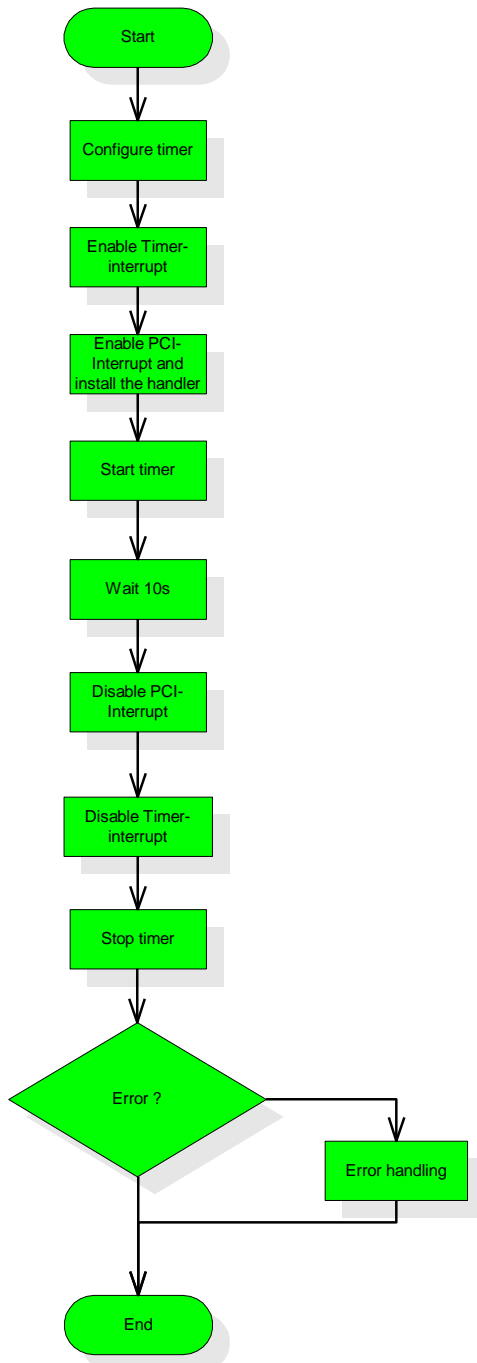 Start
Configure timer
Enable Timer-
interrupt
Enable PCI-
Interrupt and
install the handler
Start timer
Wait 10s
Disable PCI-
Interrupt
Disable Timer-
interrupt
Stop timer
Error ?
Error handling
End